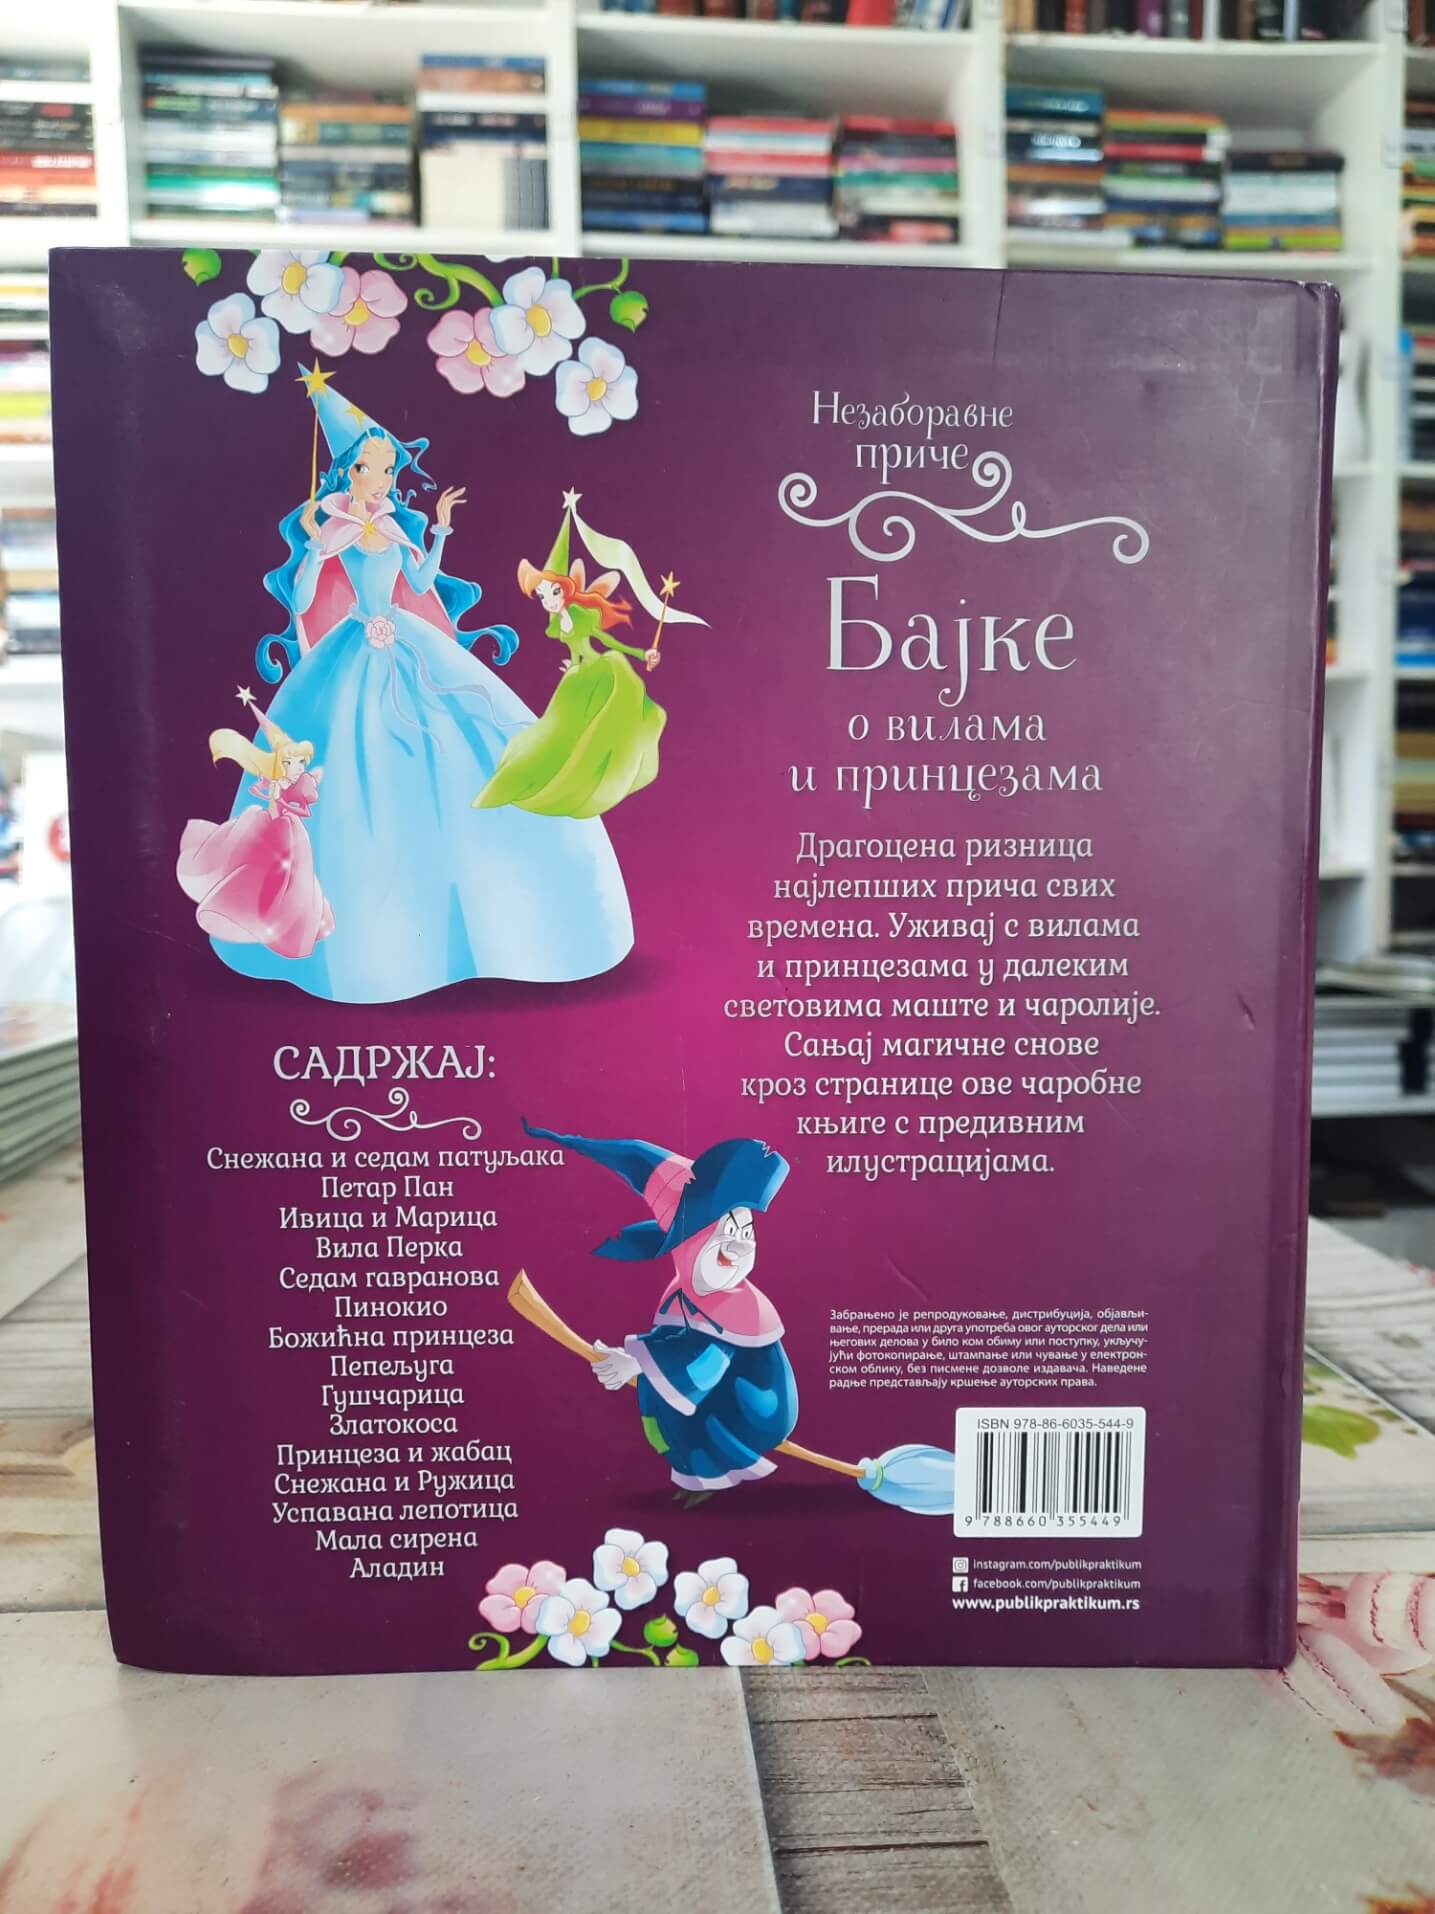 Незаборавне
приче
Бајке
о вилама
и принцезама
Драгоцена ризница
најлепших прича свих
времена. Уживај с вилама
и принцезама у далеким
световима маште и чаролије.
Сањај магичне снове
кроз странице ове чаробне
књиге с предивним
илустрацијама.
САДРЖАЈ:
Снежана и седам патуљака
Петар Пан
Ивица и Марица
Вила Перка
Седам гавранова
Пинокио
Божићна принцеза
Пепељуга
Гушчарица
Златокоса
Принцеза и жабац
Снежана и Ружица
Успавана лепотица
Мала сирена
Аладин
Забрањено је репродуковање, дистрибуција, објављи-
вање, прерада или друга употреба овог ауторског дела или
његових делова у било ком обиму или поступку, укључу-
јући фотокопирање, штампање или чување у електрон-
ском облику, без писмене дозволе издавача. Наведене
радње представљају кршење ауторских права.
ISBN 978-86-6035-544-9
9 788660 355449
instagram.com/publikpraktikum
facebook.com/publikpraktikum
www.publikpraktikum.rs